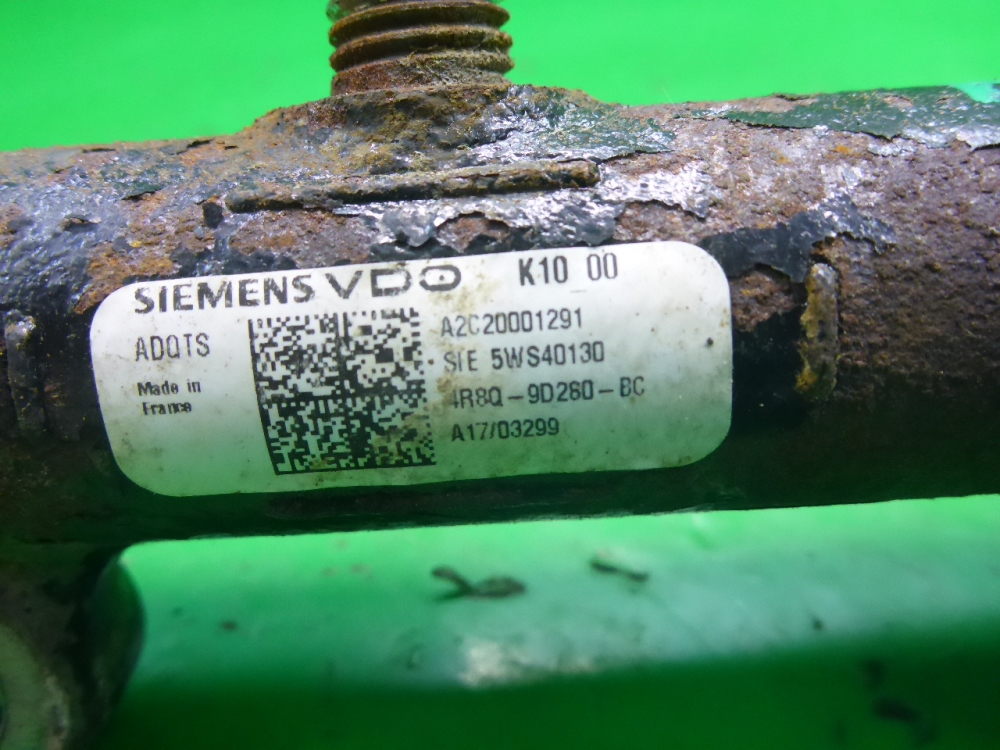 SIEMENS VDO K10 00
ADQTS
Made in
France
A2C20001291
SIE 5WS40130
4R8Q-9D280-BC
A17/03299